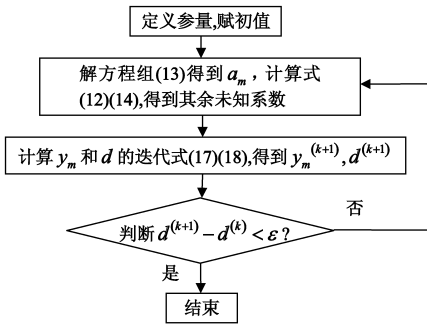 定义参量,赋初值
解方程组(13)得到 a_m，计算式
(12)(14),得到其余未知系数
计算 y_m 和 d 的迭代式(17)(18),得到 y_m^(k+1), d^(k+1)
判断 d^(k+1) − d^(k) < ε ?
否
是
结束